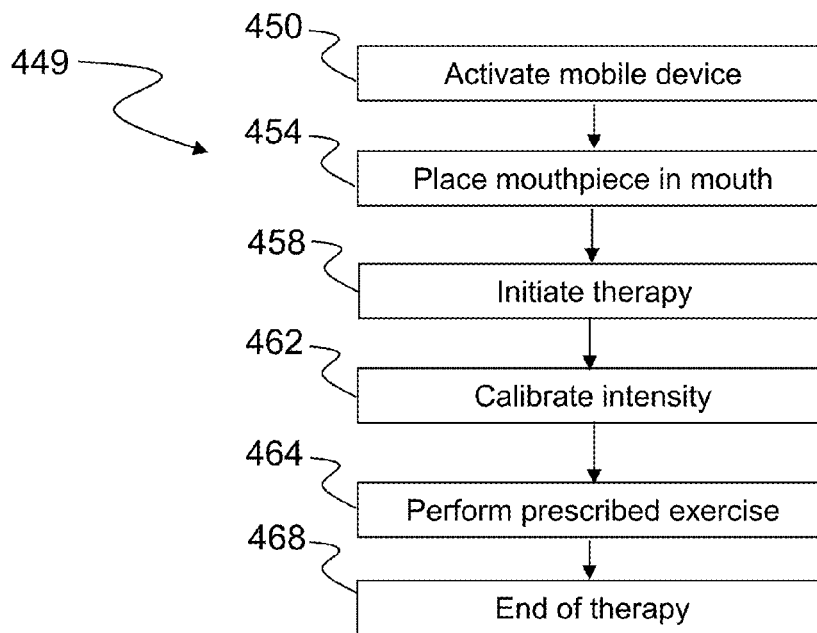 449
450
Activate mobile device
454
Place mouthpiece in mouth
458
Initiate therapy
462
Calibrate intensity
464
Perform prescribed exercise
468
End of therapy